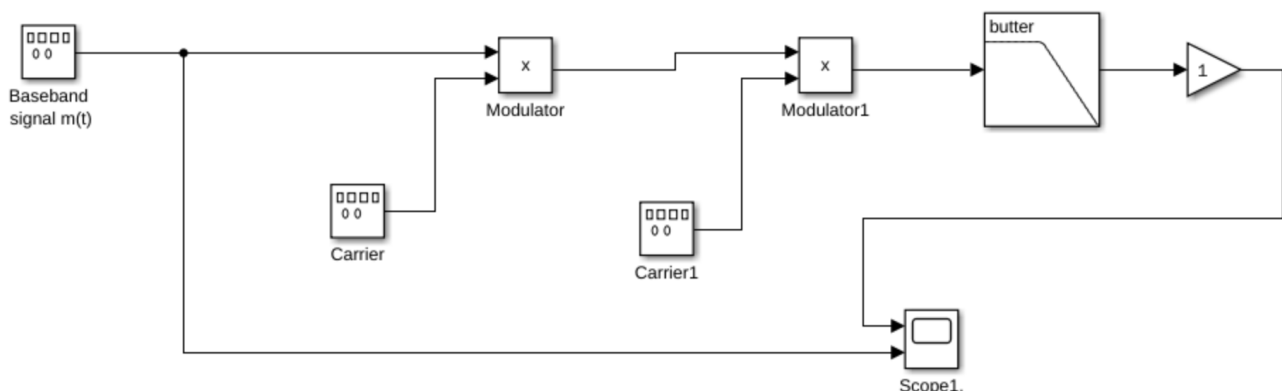 butter
x
x
1
Baseband
signal m(t)
Modulator
Modulator1
Carrier
Carrier1
Scope1.